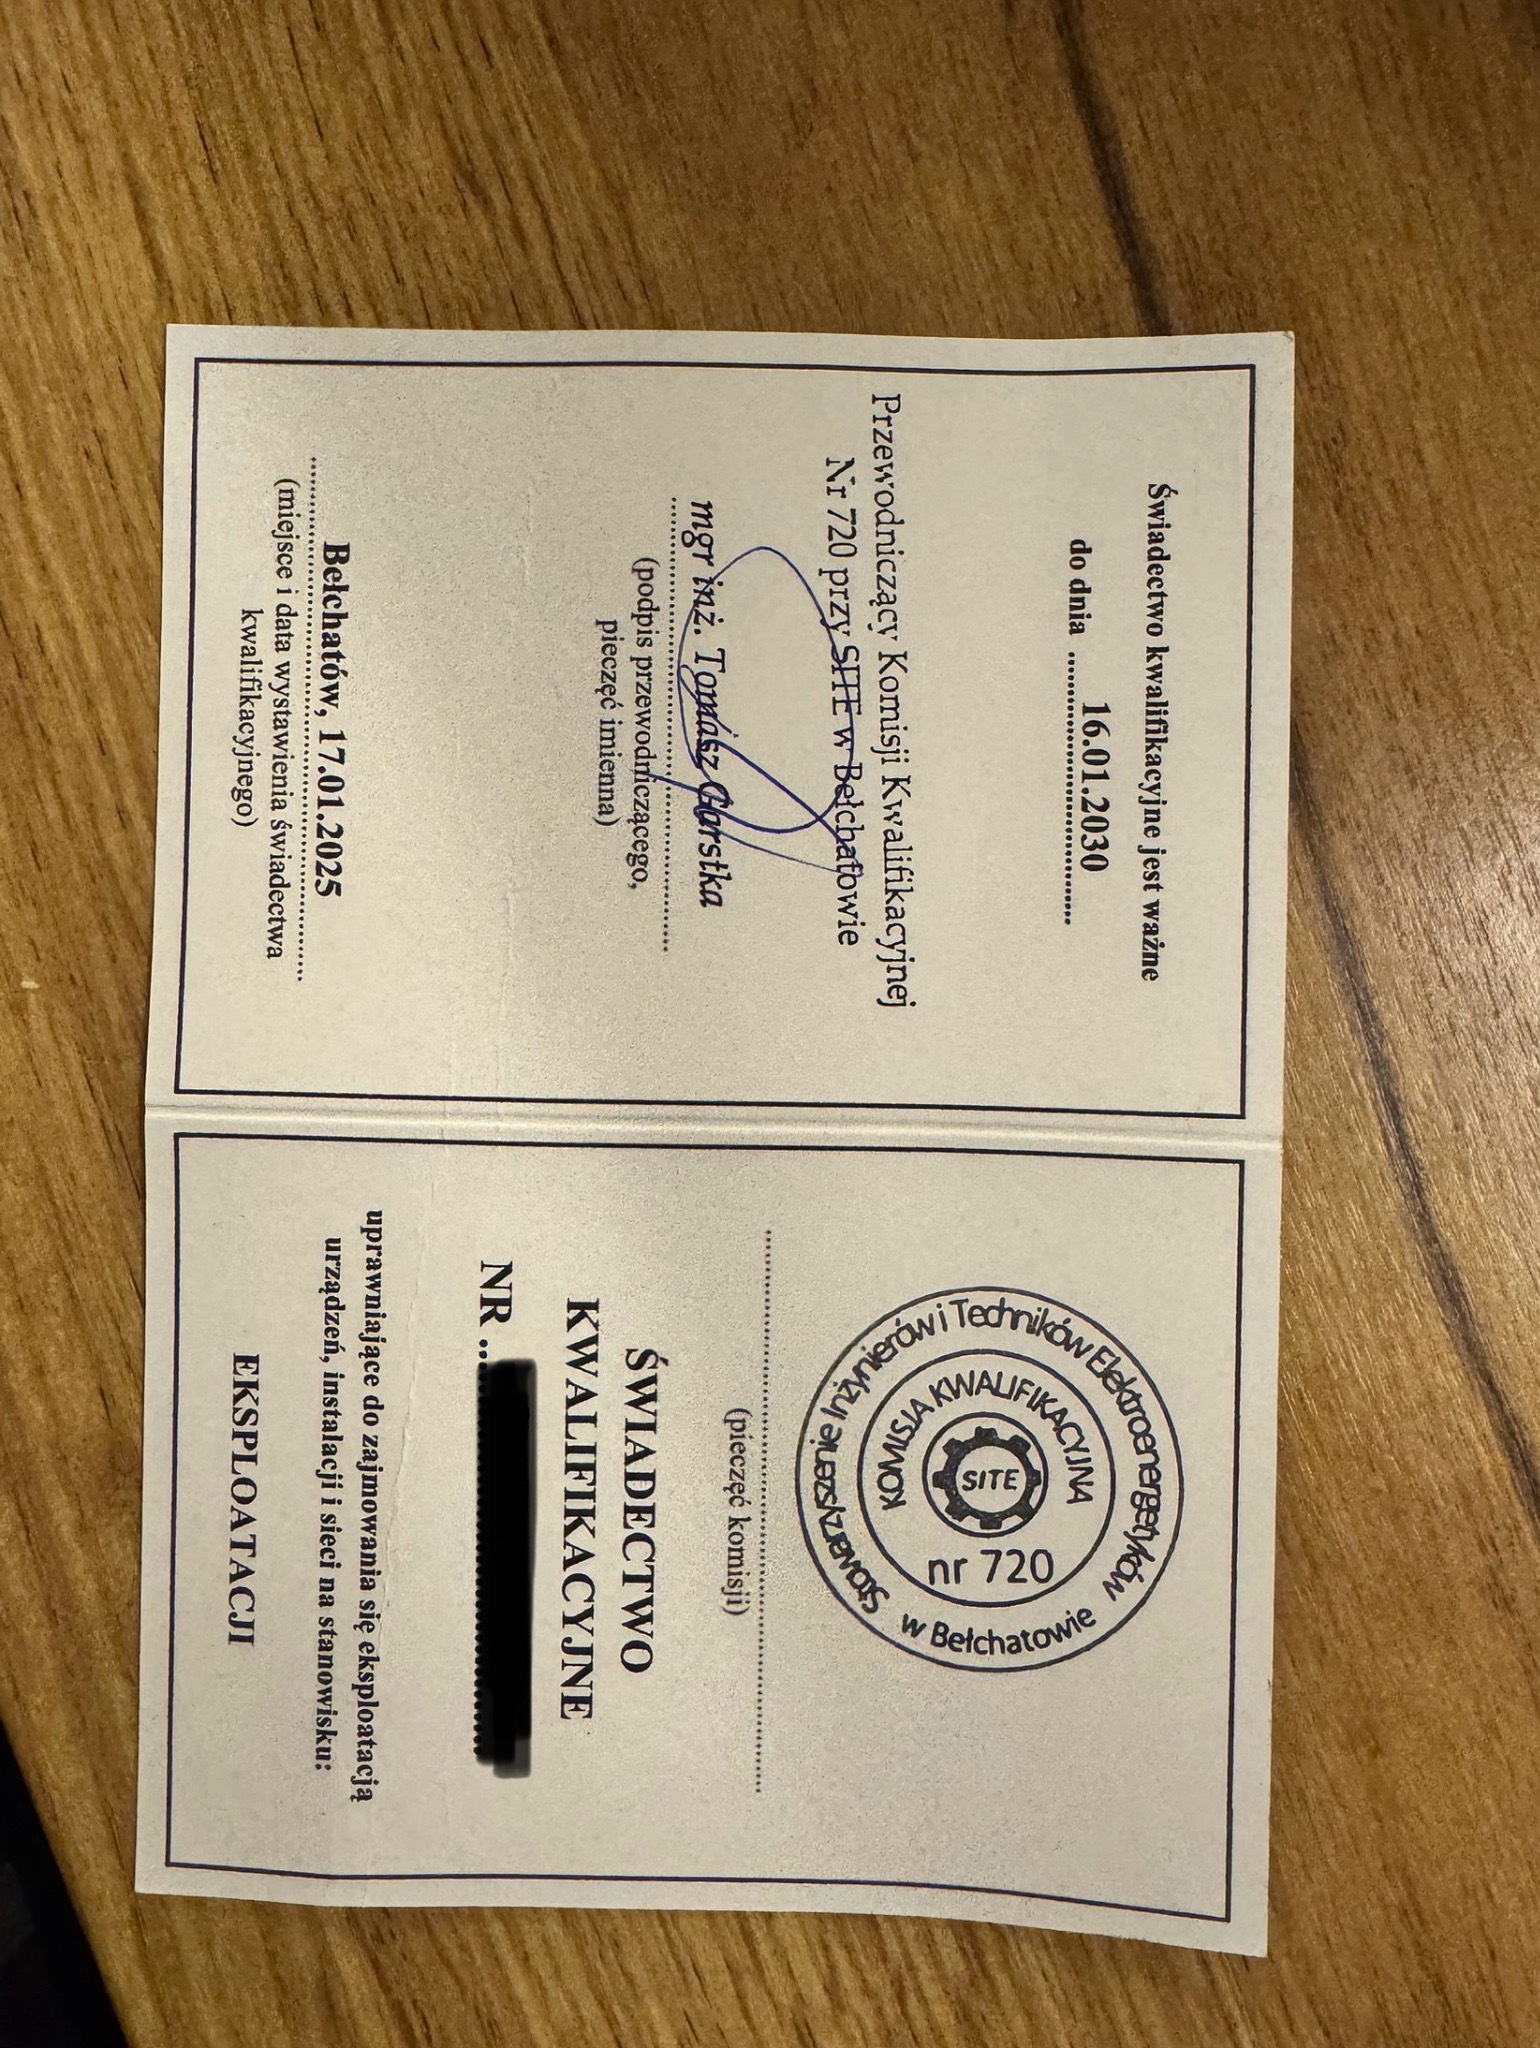 Świadectwo kwalifikacyjne jest ważne
do dnia ......16.01.2030......
Przewodniczący Komisji Kwalifikacyjnej
Nr 720 przy SITE w Bełchatowie
mgr inż. Tomasz Garstka
(podpis przewodniczącego,
pieczęć imienna)
Bełchatów, 17.01.2025
(miejsce i data wystawienia świadectwa
kwalifikacyjnego)
Stowarzyszenie Inżynierów i Techników Elektroenergetyków
w Bełchatowie
KOMISJA KWALIFIKACYJNA
SITE
nr 720
(pieczęć komisji)
ŚWIADECTWO
KWALIFIKACYJNE
NR
uprawniające do zajmowania się eksploatacją
urządzeń, instalacji i sieci na stanowisku:
EKSPLOATACJI